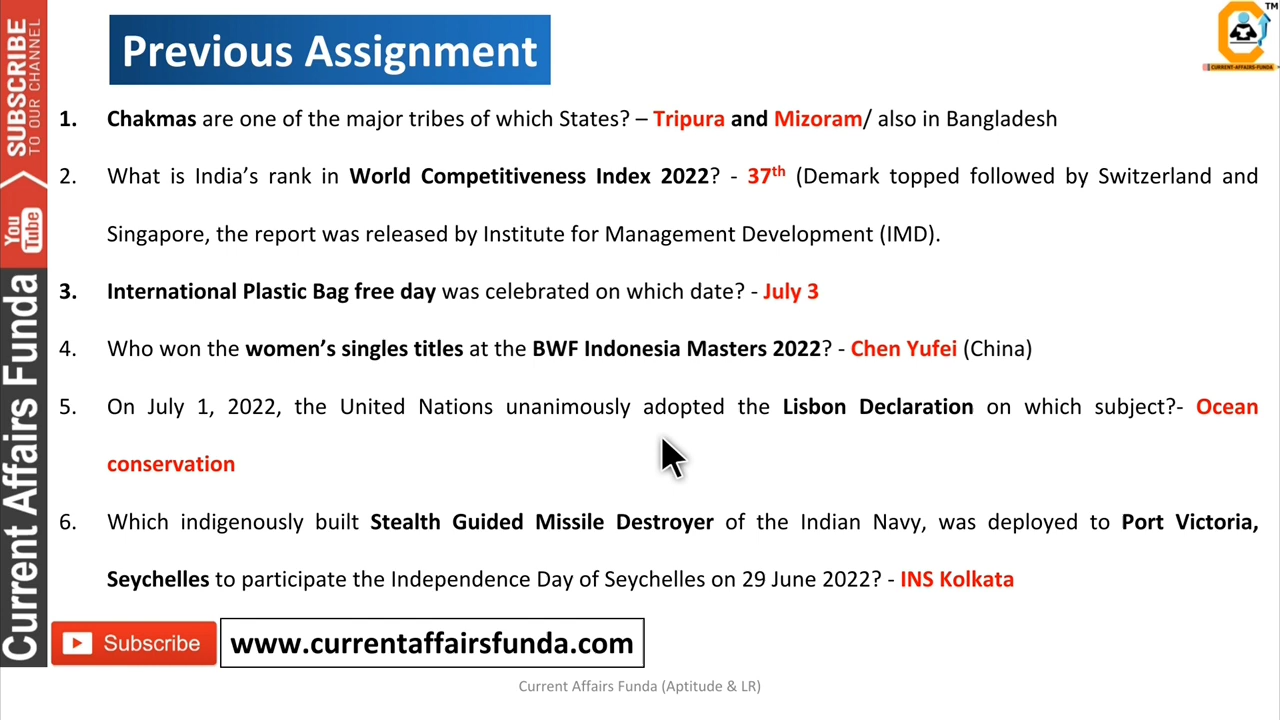 SUBSCRIBE
TO OUR CHANNEL
You
Tube
Current Affairs Funda
TM
CURRENT-AFFAIRS-FUNDA
Previous Assignment
1. Chakmas are one of the major tribes of which States? – Tripura and Mizoram/ also in Bangladesh
2. What is India’s rank in World Competitiveness Index 2022? - 37th (Demark topped followed by Switzerland and
Singapore, the report was released by Institute for Management Development (IMD).
3. International Plastic Bag free day was celebrated on which date? - July 3
4. Who won the women’s singles titles at the BWF Indonesia Masters 2022? - Chen Yufei (China)
5. On July 1, 2022, the United Nations unanimously adopted the Lisbon Declaration on which subject?- Ocean
conservation
6. Which indigenously built Stealth Guided Missile Destroyer of the Indian Navy, was deployed to Port Victoria,
Seychelles to participate the Independence Day of Seychelles on 29 June 2022? - INS Kolkata
Subscribe
www.currentaffairsfunda.com
Current Affairs Funda (Aptitude & LR)